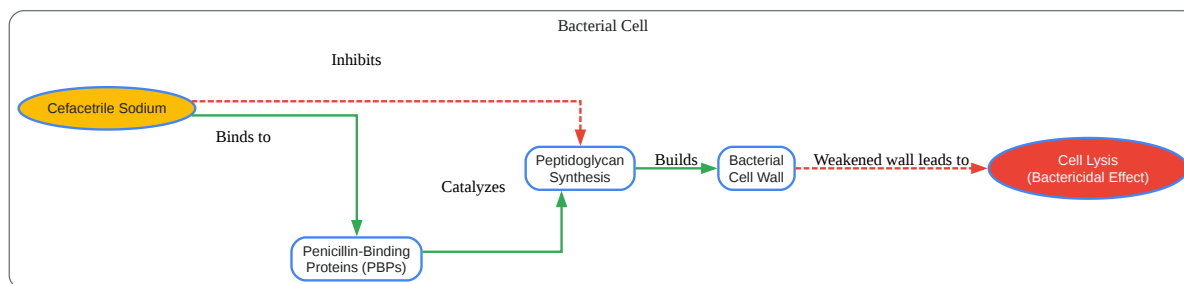 Bacterial Cell
Inhibits
Cefacetrile Sodium
Binds to
Peptidoglycan
Synthesis
Builds
Bacterial
Cell Wall
Weakened wall leads to
Cell Lysis
(Bactericidal Effect)
Catalyzes
Penicillin-Binding
Proteins (PBPs)